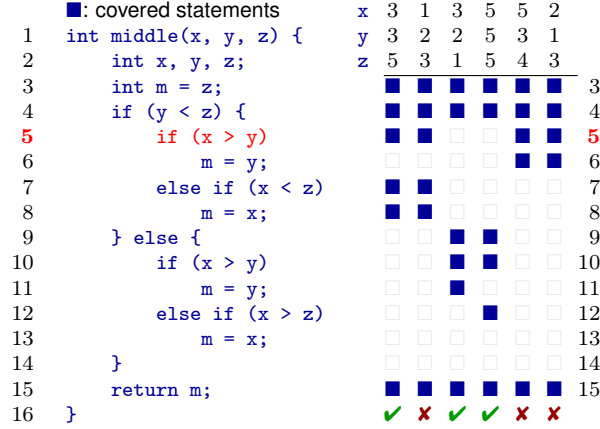 ■: covered statements x 3 1 3 5 5 2
1 int middle(x, y, z) { y 3 2 2 5 3 1
2 int x, y, z; z 5 3 1 5 4 3
3 int m = z; ■ ■ ■ ■ ■ ■ 3
4 if (y < z) { ■ ■ ■ ■ ■ ■ 4
5 if (x > y) ■ ■ □ □ ■ ■ 5
6 m = y; □ □ □ □ ■ ■ 6
7 else if (x < z) ■ ■ □ □ □ □ 7
8 m = x; ■ ■ □ □ □ □ 8
9 } else { □ □ ■ ■ □ □ 9
10 if (x > y) □ □ ■ ■ □ □ 10
11 m = y; □ □ ■ □ □ □ 11
12 else if (x > z) □ □ □ ■ □ □ 12
13 m = x; □ □ □ □ □ □ 13
14 } □ □ □ □ □ □ 14
15 return m; ■ ■ ■ ■ ■ ■ 15
16 } ✔ ✘ ✔ ✔ ✘ ✘